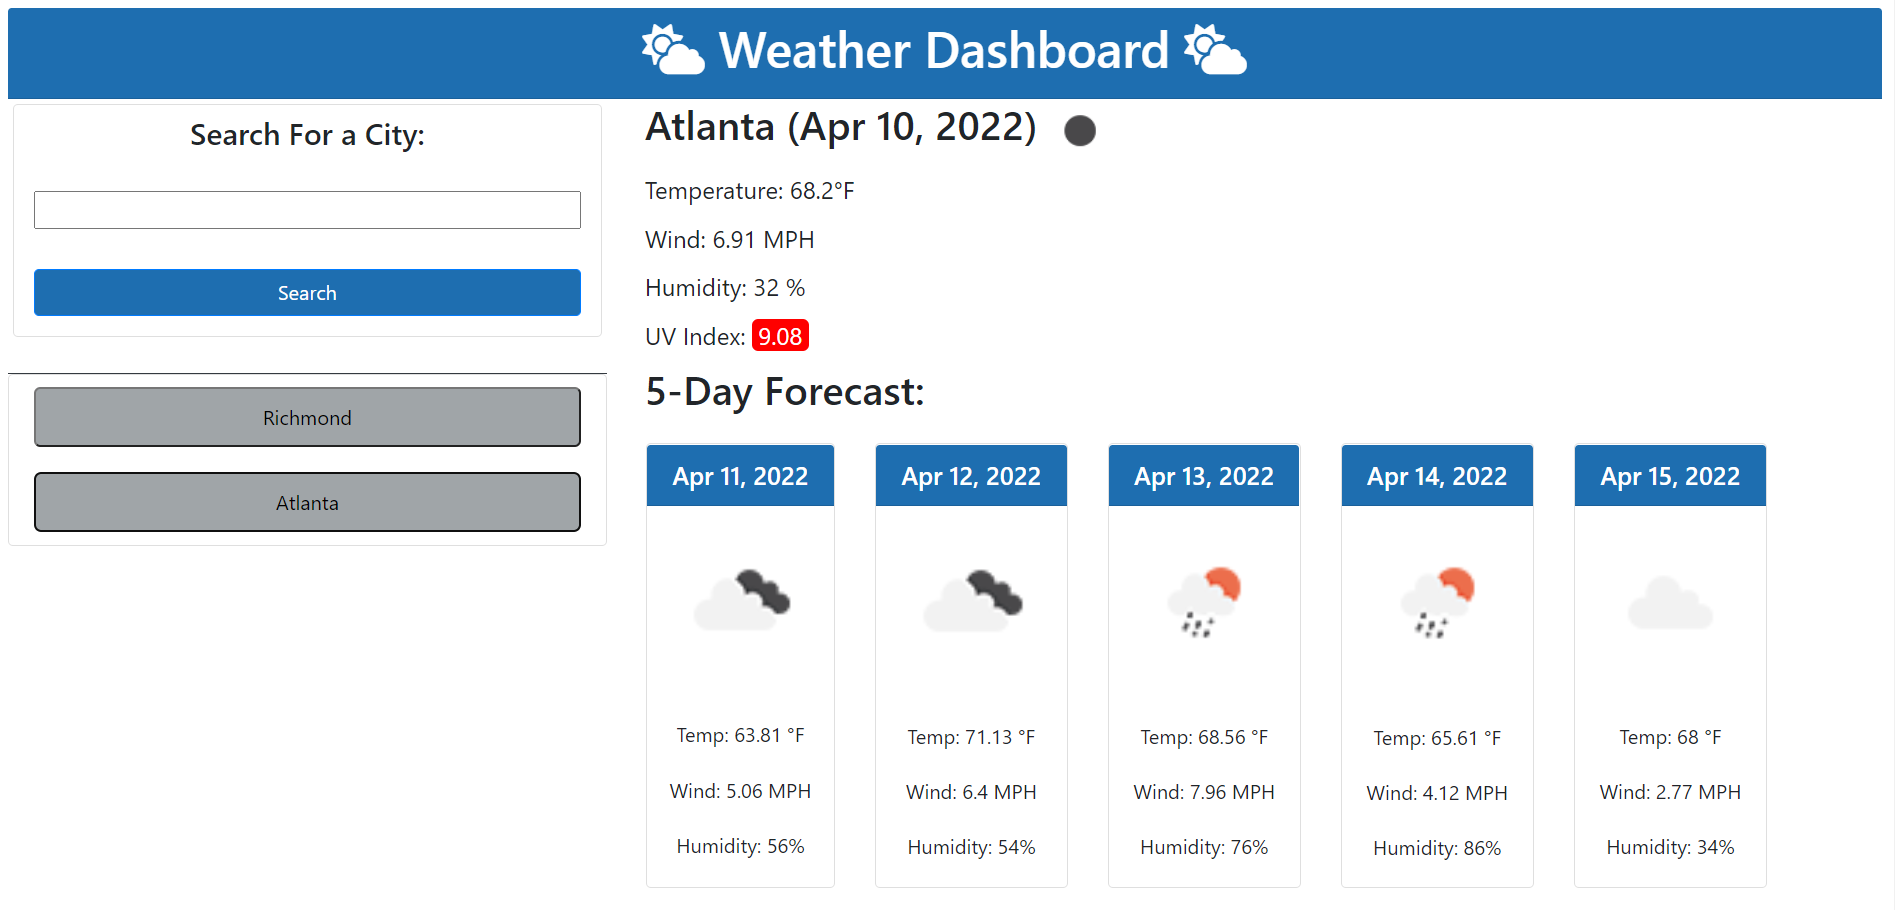 Weather Dashboard
Search For a City:
Search
Richmond
Atlanta
Atlanta (Apr 10, 2022)
Temperature: 68.2°F
Wind: 6.91 MPH
Humidity: 32 %
UV Index: 9.08
5-Day Forecast:
Apr 11, 2022
Temp: 63.81 °F
Wind: 5.06 MPH
Humidity: 56%
Apr 12, 2022
Temp: 71.13 °F
Wind: 6.4 MPH
Humidity: 54%
Apr 13, 2022
Temp: 68.56 °F
Wind: 7.96 MPH
Humidity: 76%
Apr 14, 2022
Temp: 65.61 °F
Wind: 4.12 MPH
Humidity: 86%
Apr 15, 2022
Temp: 68 °F
Wind: 2.77 MPH
Humidity: 34%